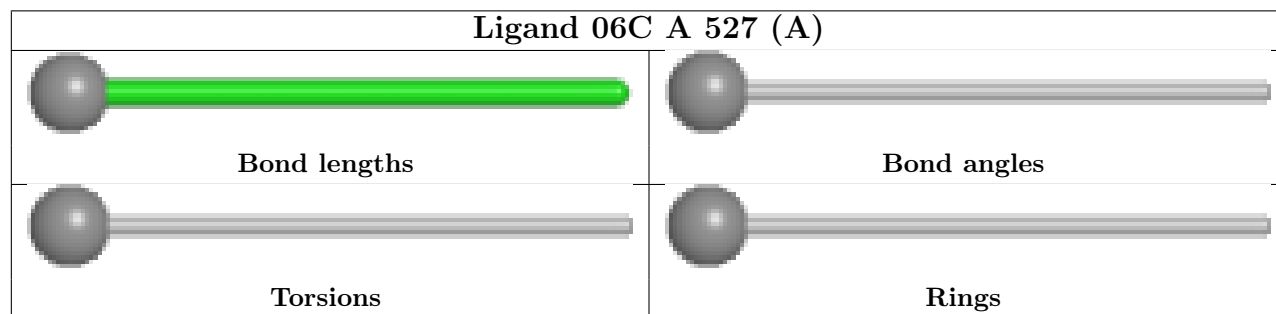 Ligand 06C A 527 (A)
Bond lengths
Bond angles
Torsions
Rings